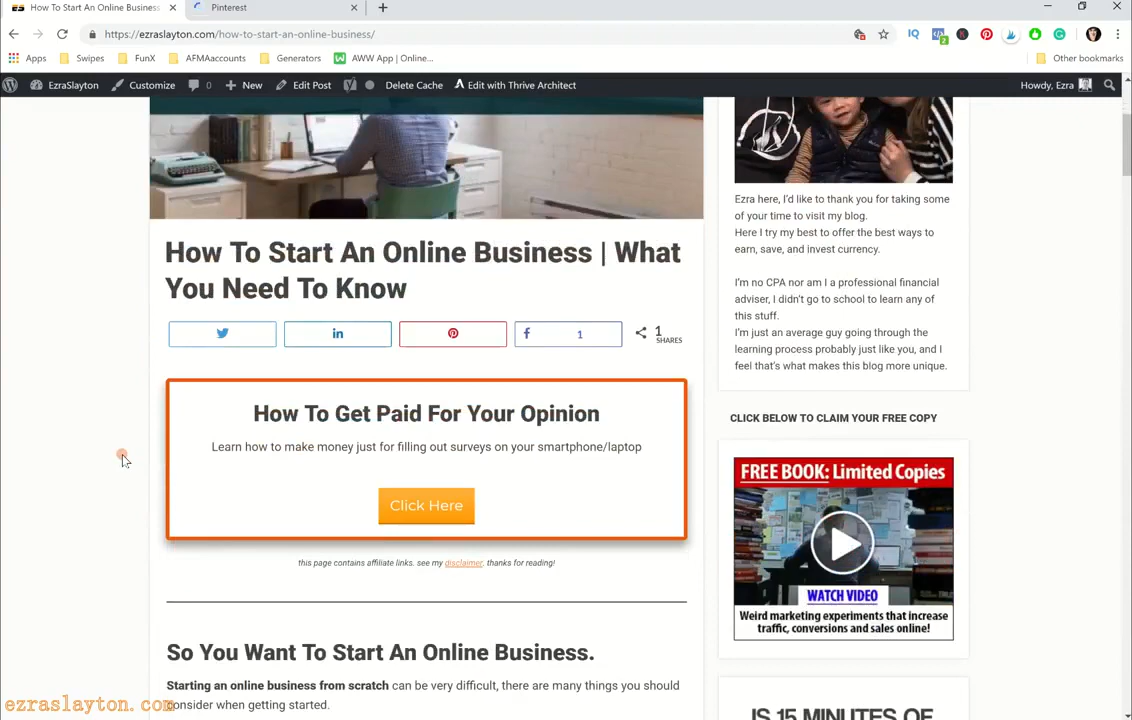 How To Start An Online Business
Pinterest
https://ezraslayton.com/how-to-start-an-online-business/
IQ
2
Apps
Swipes
FunX
AFMAaccounts
Generators
AWW App | Online...
Other bookmarks
EzraSlayton
Customize
0
New
Edit Post
Delete Cache
Edit with Thrive Architect
Howdy, Ezra
How To Start An Online Business | What
You Need To Know
1
1
SHARES
How To Get Paid For Your Opinion
Learn how to make money just for filling out surveys on your smartphone/laptop
Click Here
this page contains affiliate links. see my disclaimer. thanks for reading!
So You Want To Start An Online Business.
Starting an online business from scratch can be very difficult, there are many things you should
consider when getting started.
Ezra here, I'd like to thank you for taking some
of your time to visit my blog.
Here I try my best to offer the best ways to
earn, save, and invest currency.
I'm no CPA nor am I a professional financial
adviser, I didn't go to school to learn any of
this stuff.
I'm just an average guy going through the
learning process probably just like you, and I
feel that's what makes this blog more unique.
CLICK BELOW TO CLAIM YOUR FREE COPY
FREE BOOK: Limited Copies
WATCH VIDEO
Weird marketing experiments that increase
traffic, conversions and sales online!
IS 15 MINUTES OF
ezraslayton.com